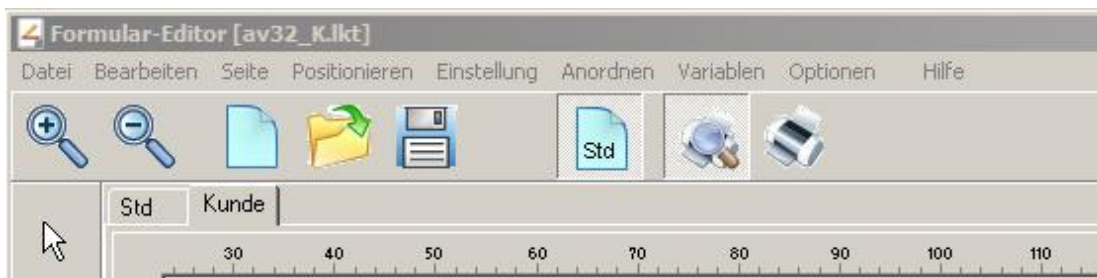 Formular-Editor [av32_K.lkt]
Datei Bearbeiten Seite Positionieren Einstellung Anordnen Variablen Optionen Hilfe
Std
Std Kunde
30 40 50 60 70 80 90 100 110